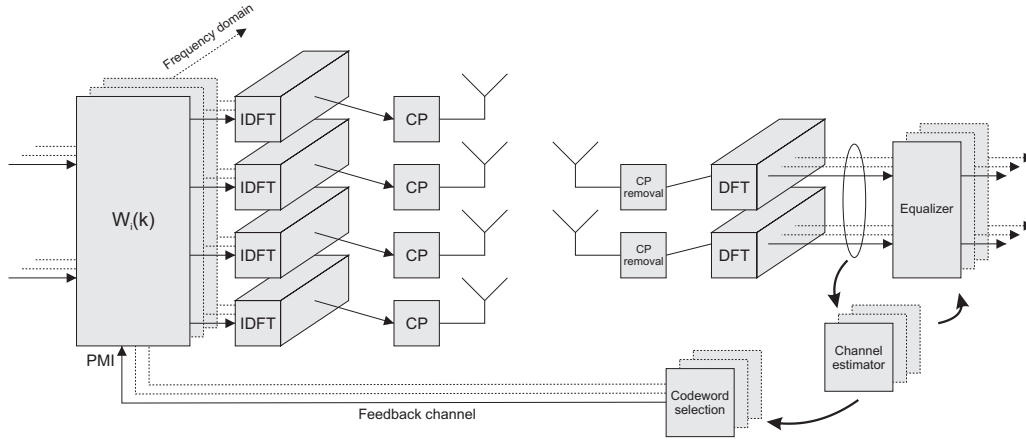 Frequency domain
W_i(k)
IDFT
CP
IDFT
CP
IDFT
CP
IDFT
CP
CP
removal
DFT
CP
removal
DFT
Equalizer
Channel
estimator
Codeword
selection
PMI
Feedback channel